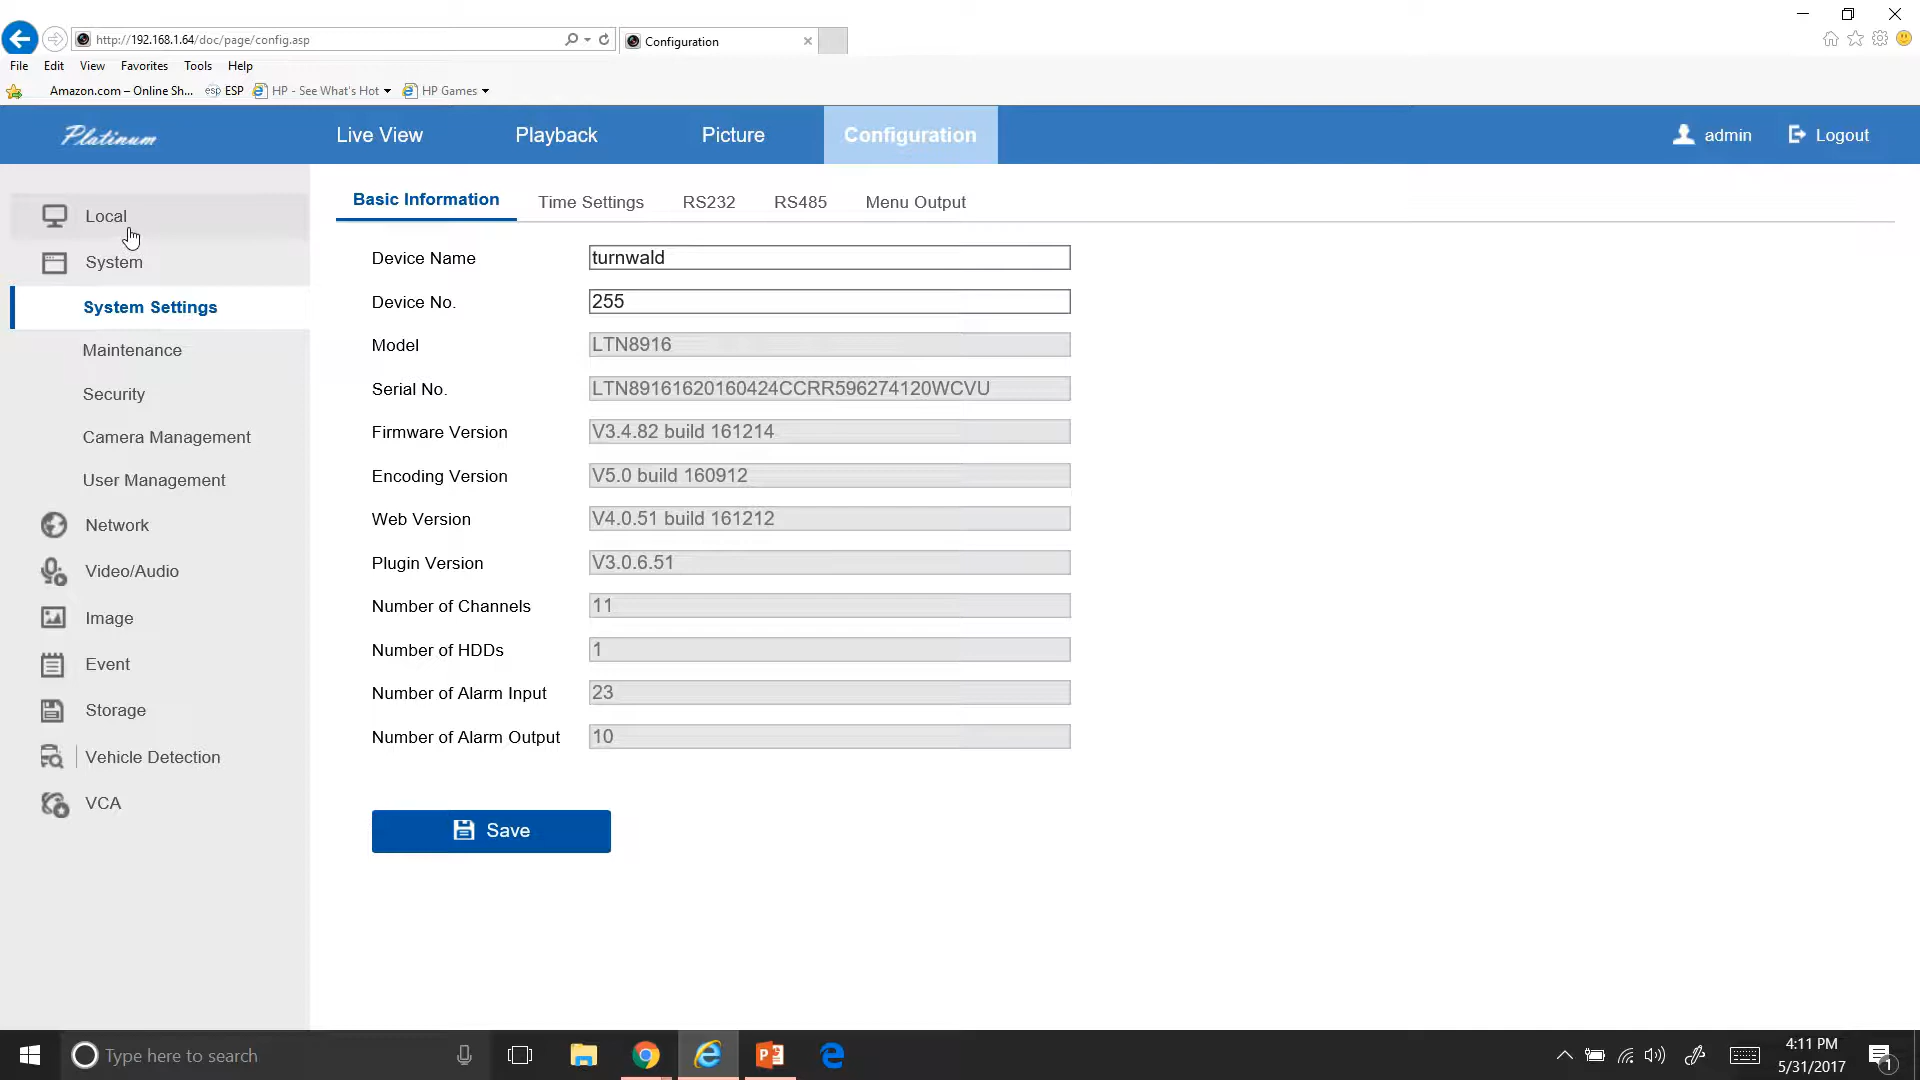 http://192.168.1.64/doc/page/config.asp
Configuration
File Edit View Favorites Tools Help
Amazon.com – Online Sh... esp ESP HP - See What's Hot HP Games
Platinum Live View Playback Picture Configuration admin Logout
Local
System
System Settings
Maintenance
Security
Camera Management
User Management
Network
Video/Audio
Image
Event
Storage
Vehicle Detection
VCA
Basic Information Time Settings RS232 RS485 Menu Output
Device Name turnwald
Device No. 255
Model LTN8916
Serial No. LTN89161620160424CCRR596274120WCVU
Firmware Version V3.4.82 build 161214
Encoding Version V5.0 build 160912
Web Version V4.0.51 build 161212
Plugin Version V3.0.6.51
Number of Channels 11
Number of HDDs 1
Number of Alarm Input 23
Number of Alarm Output 10
Save
Type here to search
4:11 PM
5/31/2017
1